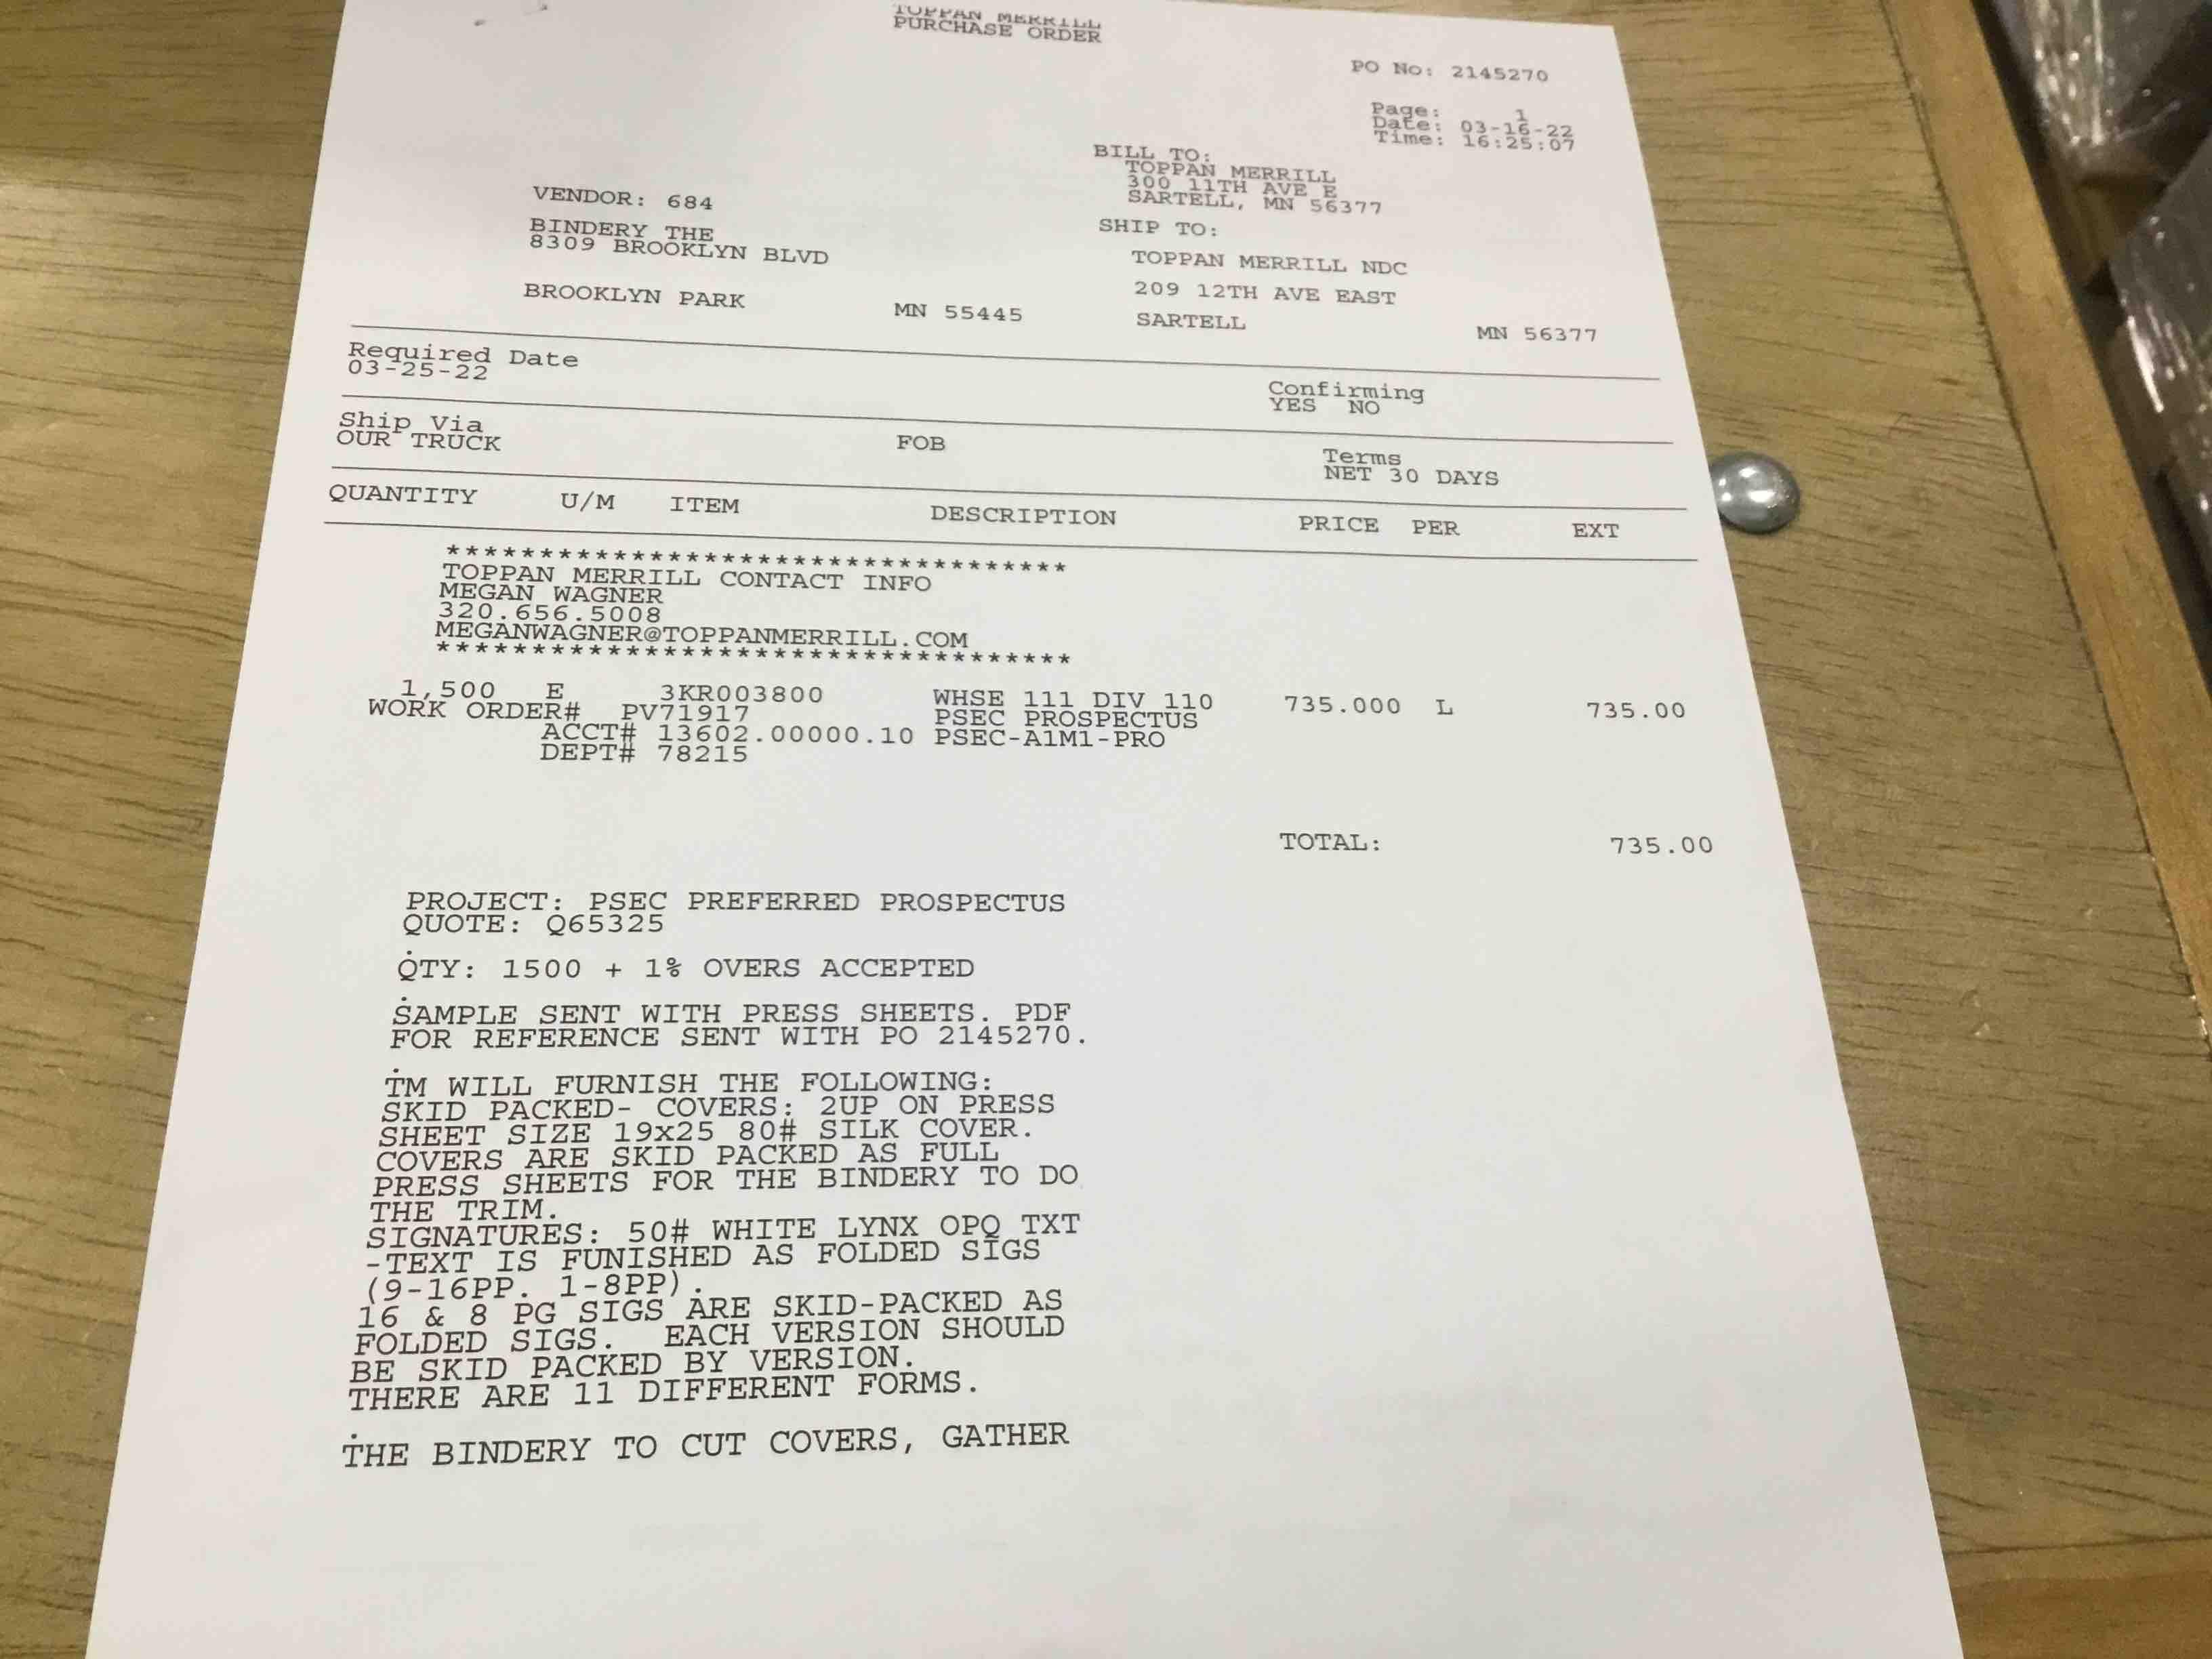 TOPPAN MERRILL
PURCHASE ORDER
PO No: 2145270
Page: 1
Date: 03-16-22
Time: 16:25:07
BILL TO:
TOPPAN MERRILL
300 11TH AVE E
SARTELL, MN 56377
VENDOR: 684
BINDERY THE
8309 BROOKLYN BLVD
BROOKLYN PARK MN 55445
SHIP TO:
TOPPAN MERRILL NDC
209 12TH AVE EAST
SARTELL MN 56377
Required Date
03-25-22
Confirming
YES NO
Ship Via
OUR TRUCK
FOB
Terms
NET 30 DAYS
QUANTITY U/M ITEM DESCRIPTION PRICE PER EXT
*********************************
TOPPAN MERRILL CONTACT INFO
MEGAN WAGNER
320.656.5008
MEGANWAGNER@TOPPANMERRILL.COM
*********************************
1,500 E 3KR003800 WHSE 111 DIV 110 735.000 L 735.00
WORK ORDER# PV71917 PSEC PROSPECTUS
ACCT# 13602.00000.10 PSEC-A1M1-PRO
DEPT# 78215
TOTAL: 735.00
PROJECT: PSEC PREFERRED PROSPECTUS
QUOTE: Q65325
.
QTY: 1500 + 1% OVERS ACCEPTED
.
SAMPLE SENT WITH PRESS SHEETS. PDF
FOR REFERENCE SENT WITH PO 2145270.
.
TM WILL FURNISH THE FOLLOWING:
SKID PACKED- COVERS: 2UP ON PRESS
SHEET SIZE 19x25 80# SILK COVER.
COVERS ARE SKID PACKED AS FULL
PRESS SHEETS FOR THE BINDERY TO DO
THE TRIM.
SIGNATURES: 50# WHITE LYNX OPQ TXT
-TEXT IS FUNISHED AS FOLDED SIGS
(9-16PP. 1-8PP).
16 & 8 PG SIGS ARE SKID-PACKED AS
FOLDED SIGS. EACH VERSION SHOULD
BE SKID PACKED BY VERSION.
THERE ARE 11 DIFFERENT FORMS.
.
THE BINDERY TO CUT COVERS, GATHER